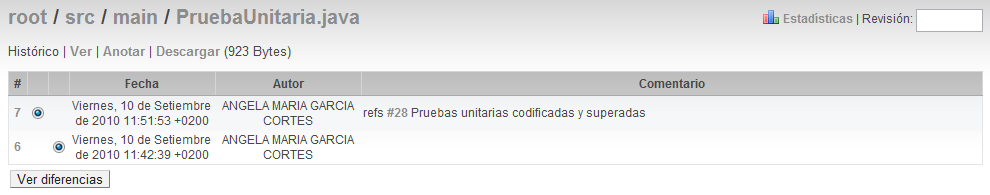 root / src / main / PruebaUnitaria.java
Estadísticas | Revisión:
Histórico | Ver | Anotar | Descargar (923 Bytes)
# Fecha Autor Comentario
7 Viernes, 10 de Setiembre de 2010 11:51:53 +0200 ANGELA MARIA GARCIA CORTES refs #28 Pruebas unitarias codificadas y superadas
6 Viernes, 10 de Setiembre de 2010 11:42:39 +0200 ANGELA MARIA GARCIA CORTES
Ver diferencias